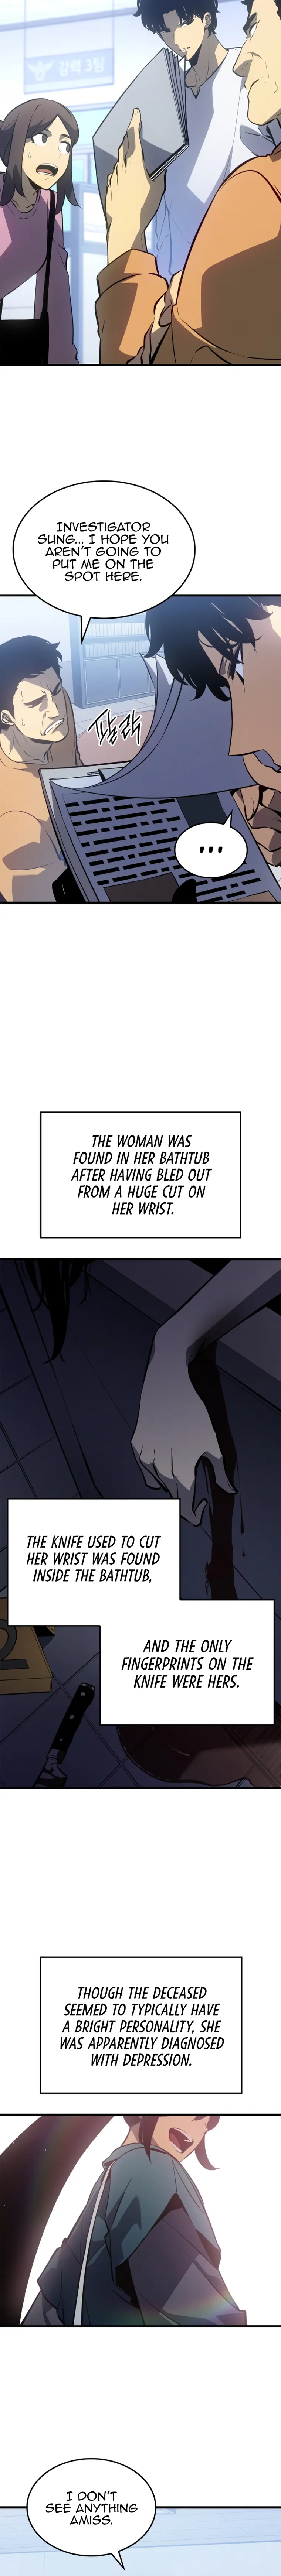 강력 3팀
INVESTIGATOR
SUNG... I HOPE YOU
AREN'T GOING TO
PUT ME ON THE
SPOT HERE.
팔락
...
THE WOMAN WAS
FOUND IN HER BATHTUB
AFTER HAVING BLED OUT
FROM A HUGE CUT ON
HER WRIST.
THE KNIFE USED TO CUT
HER WRIST WAS FOUND
INSIDE THE BATHTUB,
AND THE ONLY
FINGERPRINTS ON THE
KNIFE WERE HERS.
2
THOUGH THE DECEASED
SEEMED TO TYPICALLY HAVE
A BRIGHT PERSONALITY, SHE
WAS APPARENTLY DIAGNOSED
WITH DEPRESSION.
I DON'T
SEE ANYTHING
AMISS.